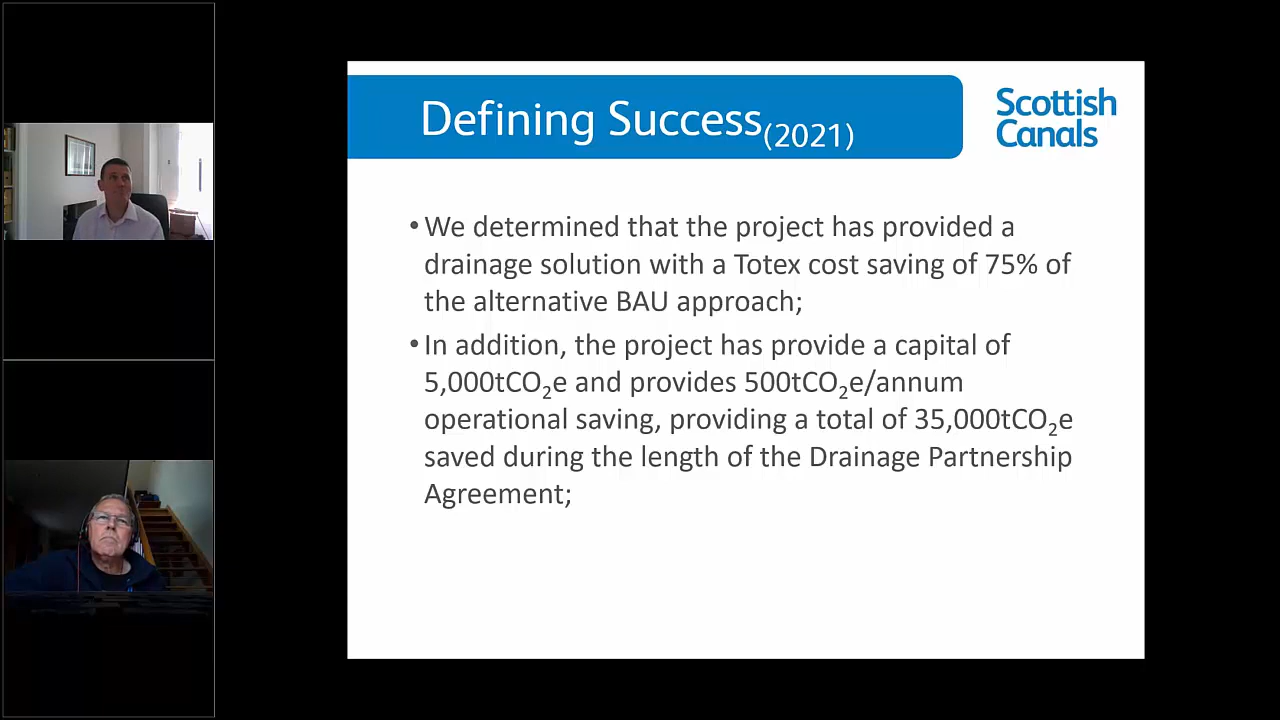 Defining Success(2021)
Scottish
Canals
•We determined that the project has provided a
drainage solution with a Totex cost saving of 75% of
the alternative BAU approach;
•In addition, the project has provide a capital of
5,000tCO2e and provides 500tCO2e/annum
operational saving, providing a total of 35,000tCO2e
saved during the length of the Drainage Partnership
Agreement;